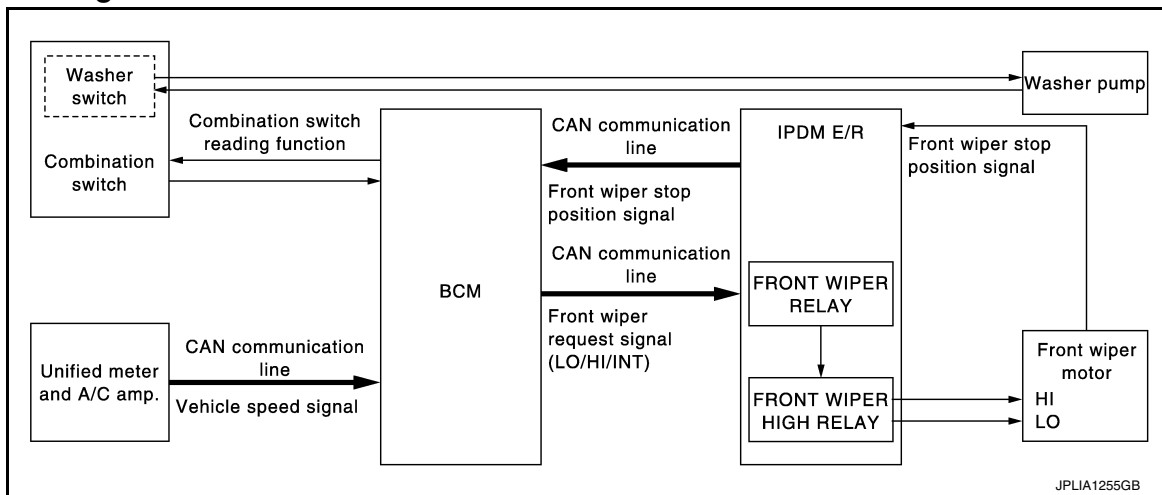 Washer
switch
Combination
switch
Combination switch
reading function
Unified meter
and A/C amp.
CAN communication
line
Vehicle speed signal
BCM
CAN communication
line
Front wiper stop
position signal
CAN communication
line
Front wiper
request signal
(LO/HI/INT)
IPDM E/R
FRONT WIPER
RELAY
FRONT WIPER
HIGH RELAY
Washer pump
Front wiper stop
position signal
Front wiper
motor
HI
LO
JPLIA1255GB